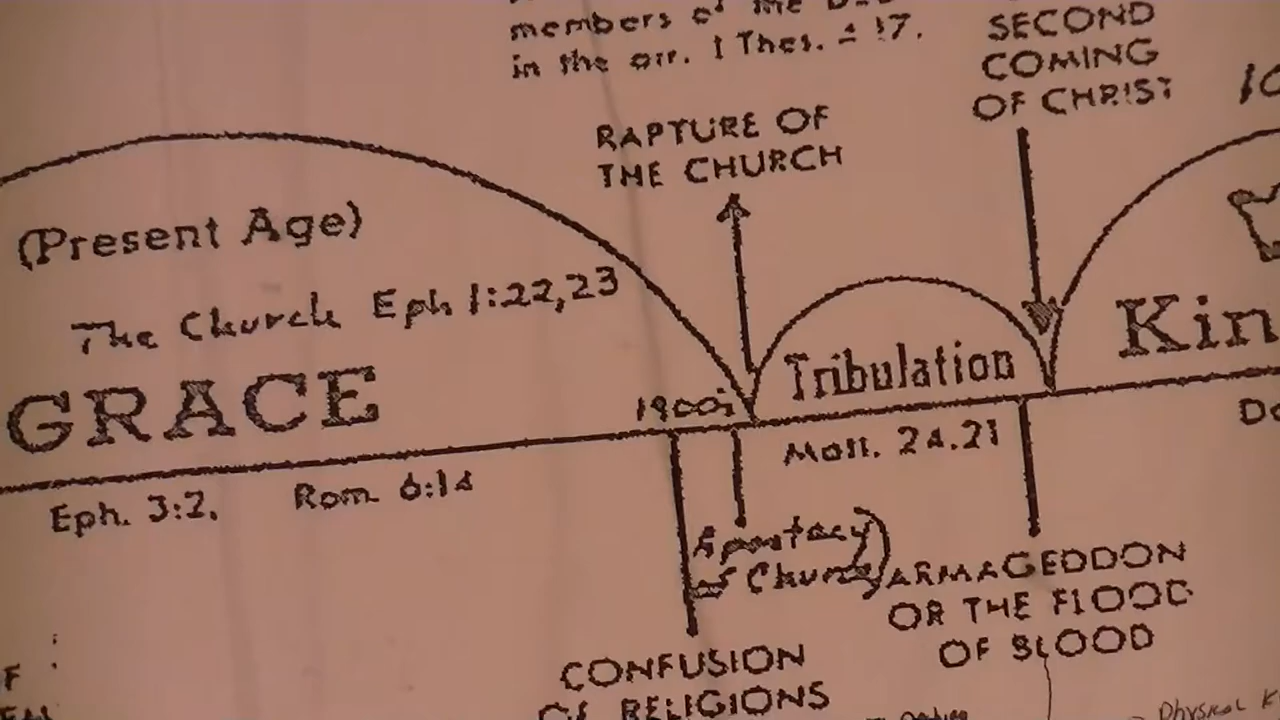 members of the
in the air. 1 Thes. 4 17.
SECOND
COMING
OF CHRIST
RAPTURE OF
THE CHURCH
(Present Age)
The Church Eph 1:22,23
GRACE
1900's
Tribulation
Kin
Eph. 3:2. Rom 6:14
Matt. 24.21
Apostacy)
of Church)
ARMAGEDDON
OR THE FLOOD
OF BLOOD
CONFUSION
OF RELIGIONS
Physical K